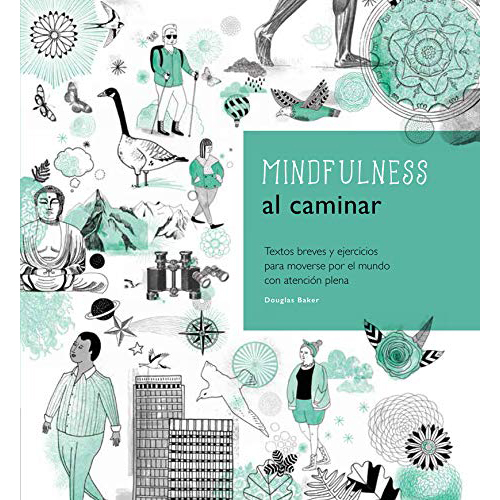 MINDFULNESS
al caminar
Textos breves y ejercicios
para moverse por el mundo
con atención plena
Douglas Baker